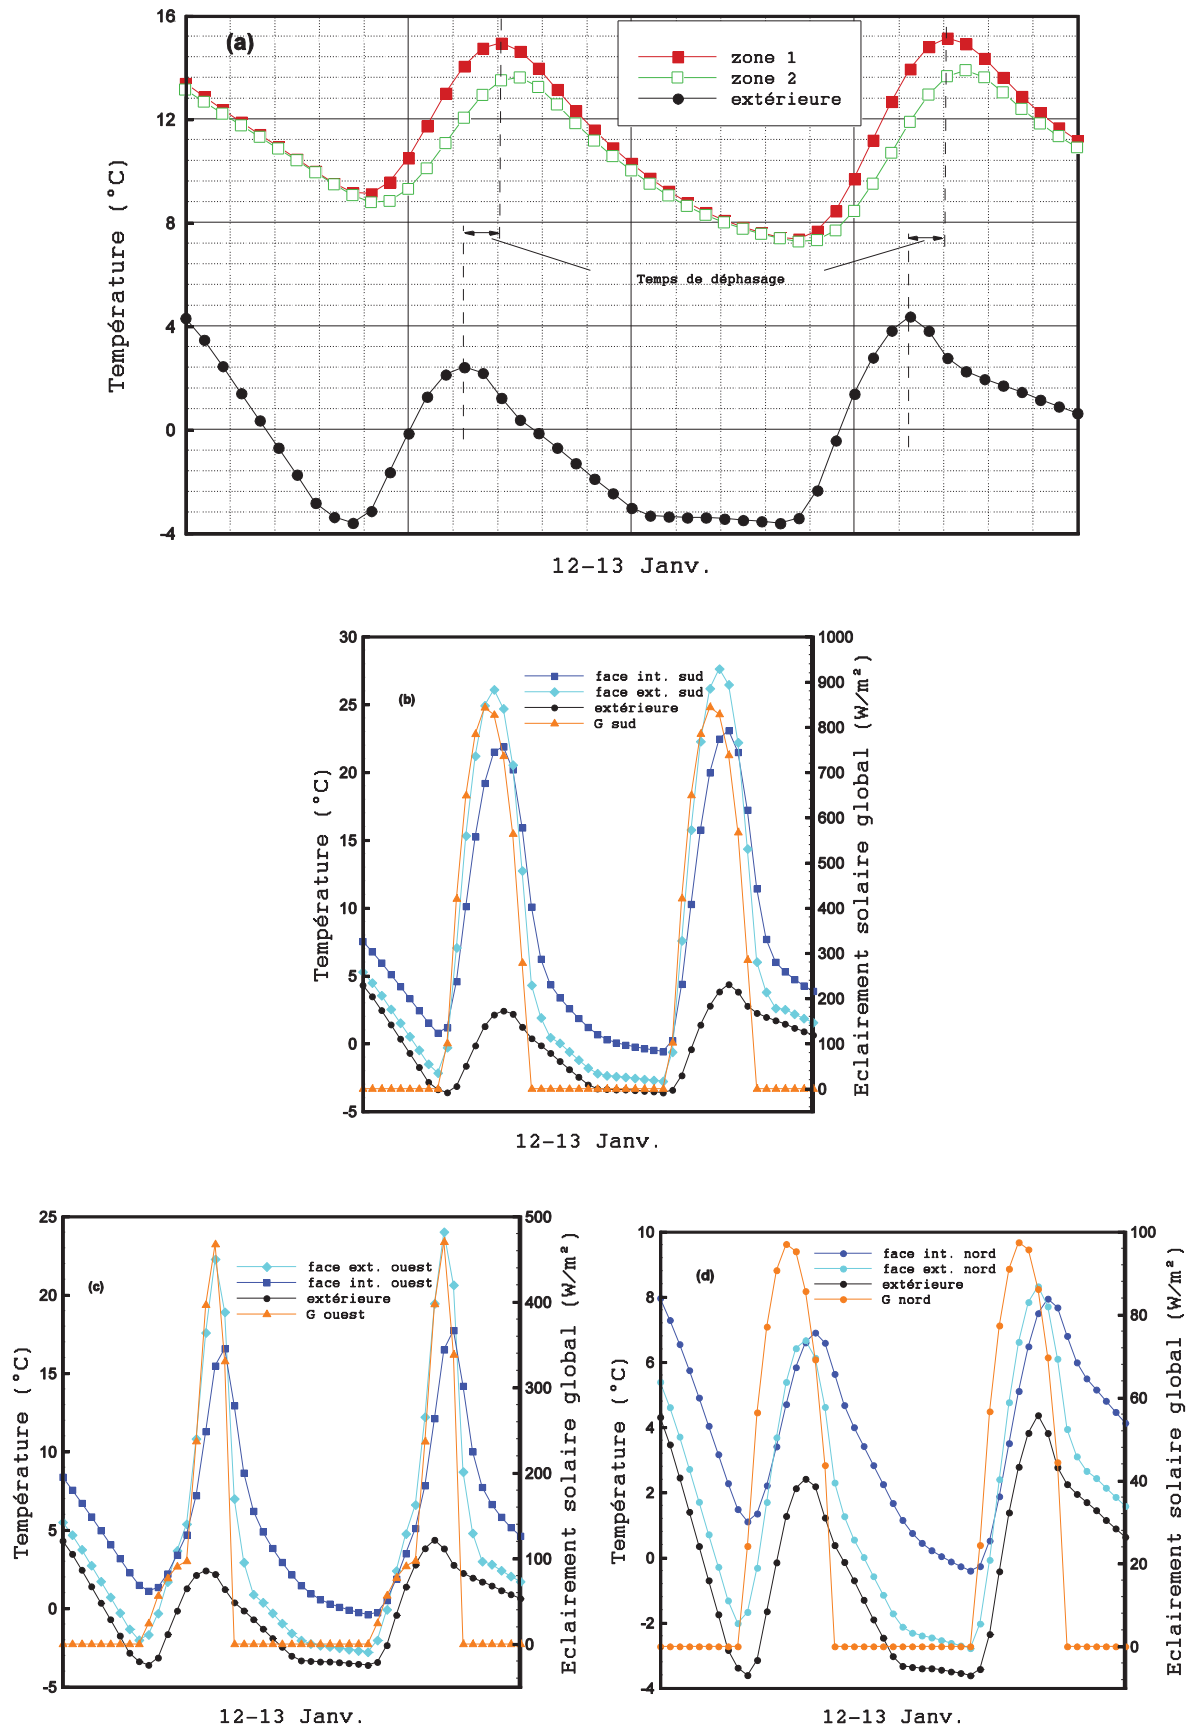 (a)
zone 1
zone 2
extérieure
16
12
8
4
0
-4
Température (°C)
Temps de déphasage
12-13 Janv.
(b)
face int. sud
face ext. sud
extérieure
G sud
30
25
20
15
10
5
0
-5
Température (°C)
1000
900
800
700
600
500
400
300
200
100
0
Eclairement solaire global (W/m²)
12-13 Janv.
(c)
face ext. ouest
face int. ouest
extérieure
G ouest
25
20
15
10
5
0
-5
Température (°C)
500
400
300
200
100
0
Eclairement solaire global (W/m²)
12-13 Janv.
(d)
face int. nord
face ext. nord
extérieure
G nord
10
8
6
4
2
0
-2
-4
Température (°C)
100
80
60
40
20
0
Eclairement solaire global (W/m²)
12-13 Janv.